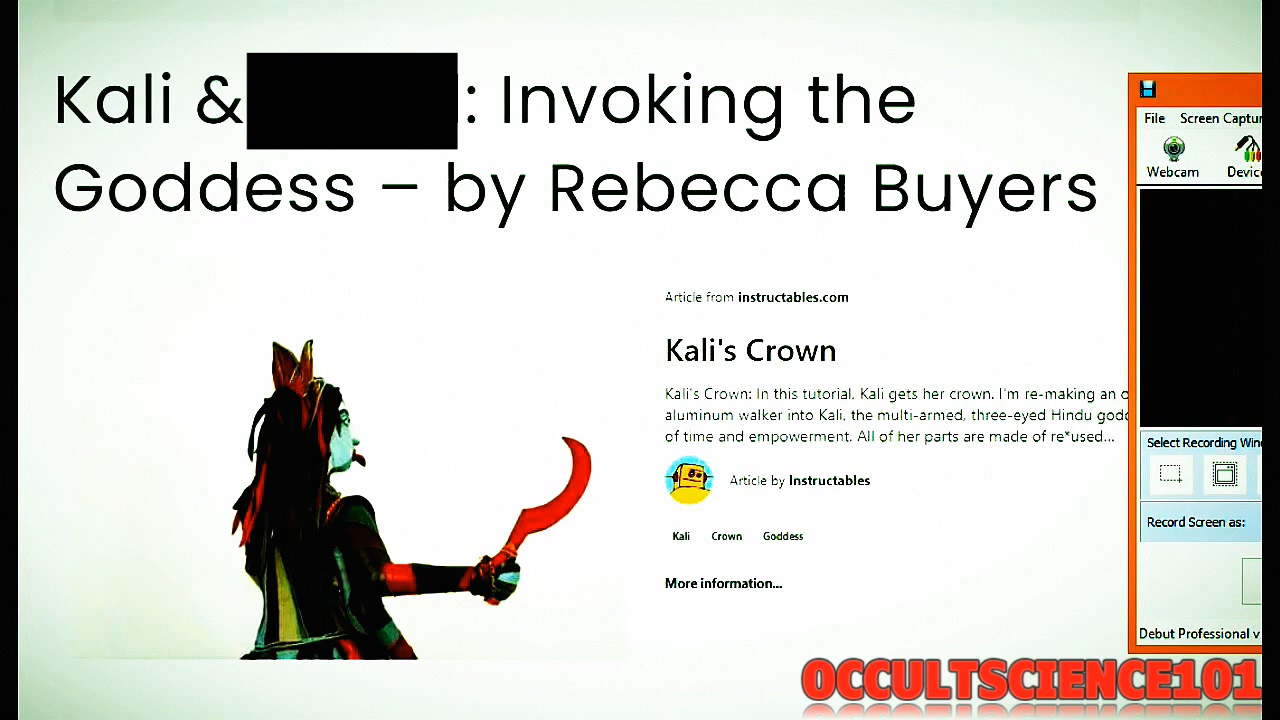 Kali & : Invoking the
Goddess – by Rebecca Buyers
Article from instructables.com
Kali's Crown
Kali's Crown: In this tutorial, Kali gets her crown. I'm re-making an o
aluminum walker into Kali, the multi-armed, three-eyed Hindu godd
of time and empowerment. All of her parts are made of re*used...
Article by Instructables
Kali Crown Goddess
More information...
File Screen Captur
Webcam Device
Select Recording Wind
Record Screen as:
Debut Professional v
OCCULTSCIENCE101